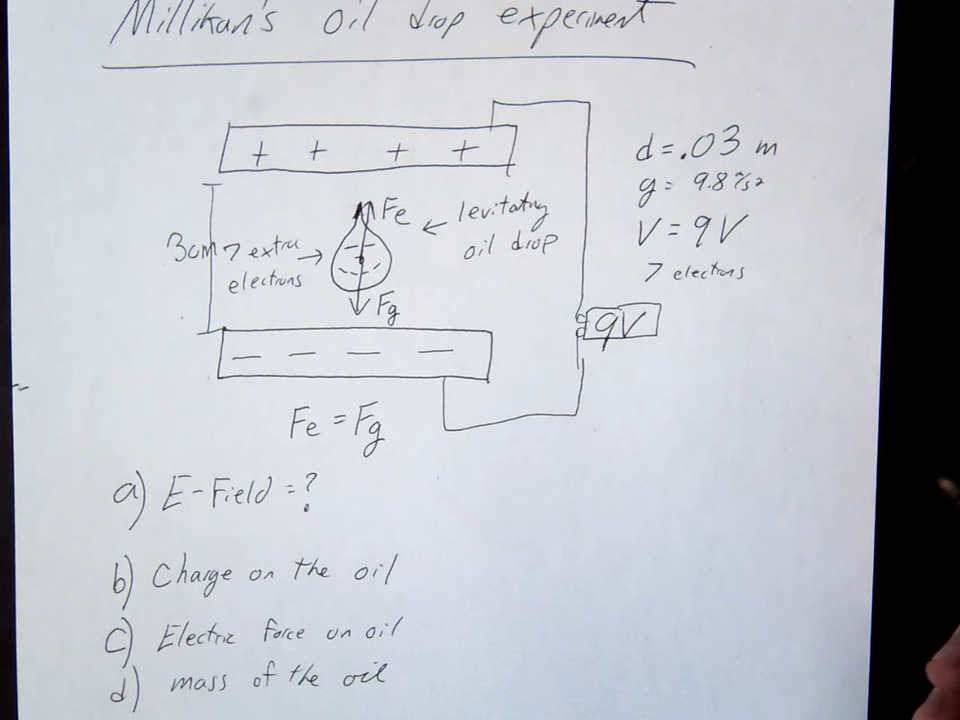 Millikan's oil drop experiment
+ + + +
d = .03 m
g = 9.8 m/s²
V = 9V
7 electrons
Fe
levitating
oil drop
3cm
7 extra
electrons
Fg
9V
— — — —
Fe = Fg
a) E-Field = ?
b) Charge on the oil
c) Electric force on oil
d) mass of the oil